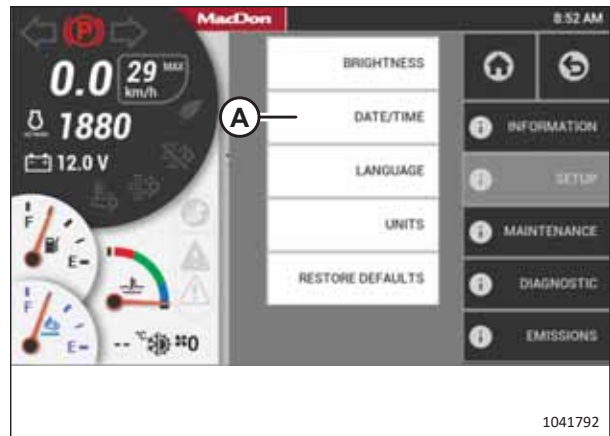 MacDon
8:52 AM
P
0.0 29 MAX km/h
1880
12.0 V
F
E
F
E
-- °C 0
BRIGHTNESS
A DATE/TIME
LANGUAGE
UNITS
RESTORE DEFAULTS
INFORMATION
SETUP
MAINTENANCE
DIAGNOSTIC
EMISSIONS
1041792